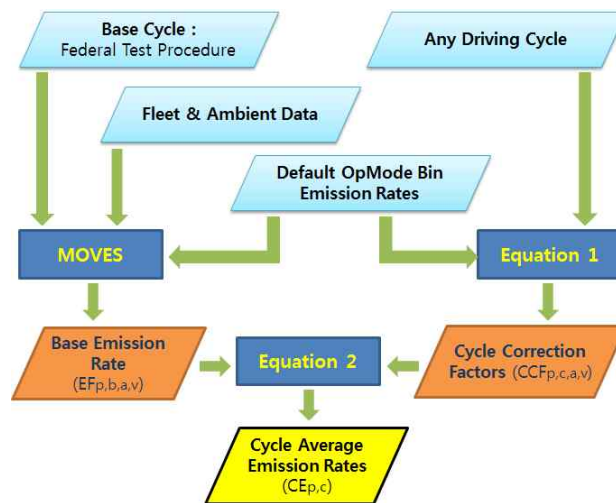 Base Cycle :
Federal Test Procedure
Any Driving Cycle
Fleet & Ambient Data
Default OpMode Bin
Emission Rates
MOVES
Equation 1
Base Emission
Rate
(EFp,b,a,v)
Equation 2
Cycle Correction
Factors (CCFp,c,a,v)
Cycle Average
Emission Rates
(CEp,c)